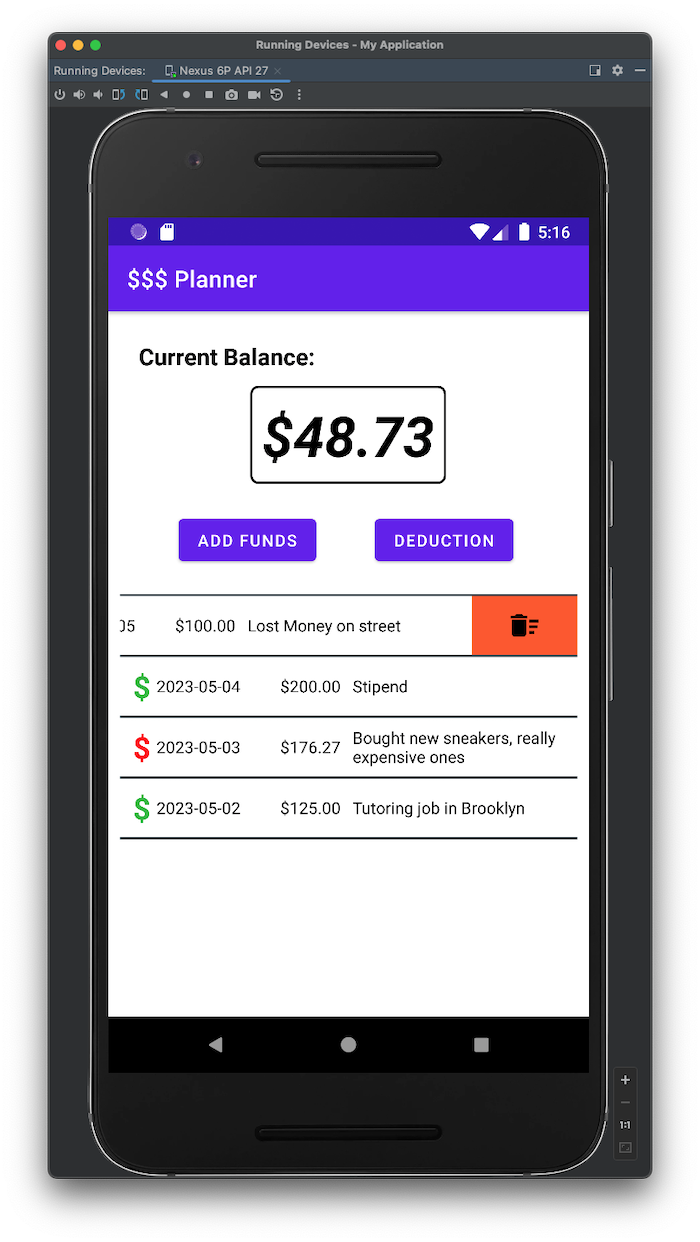 Running Devices - My Application
Running Devices: Nexus 6P API 27
5:16
$$$ Planner
Current Balance:
$48.73
ADD FUNDS DEDUCTION
05 $100.00 Lost Money on street
$ 2023-05-04 $200.00 Stipend
$ 2023-05-03 $176.27 Bought new sneakers, really
expensive ones
$ 2023-05-02 $125.00 Tutoring job in Brooklyn
1:1